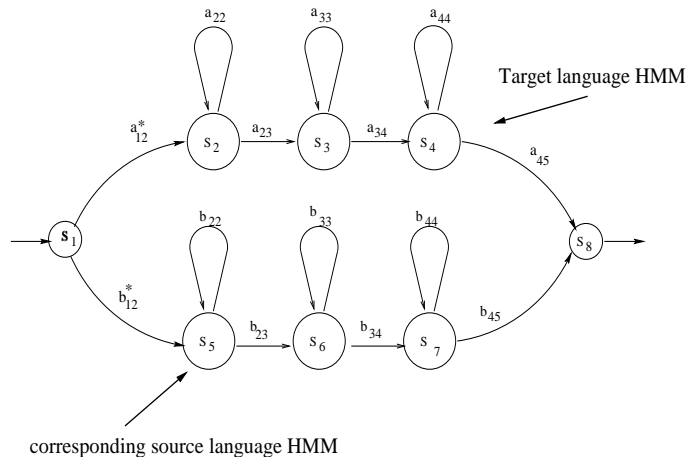 a22 a33 a44
Target language HMM
a*12
s2 a23 s3 a34 s4
a45
s1 s8
b22 b33 b44
b*12
s5 b23 s6 b34 s7
b45
corresponding source language HMM